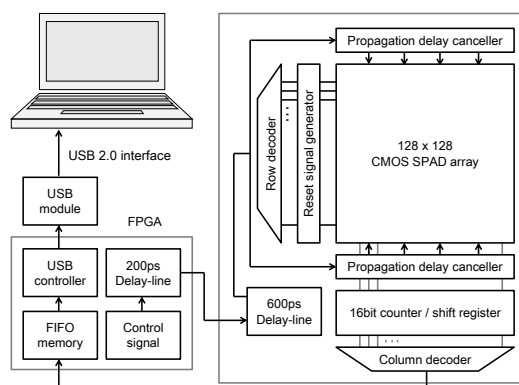 Propagation delay canceller
Row decoder
Reset signal generator
128 x 128
CMOS SPAD array
USB 2.0 interface
USB
module
FPGA
USB
controller
200ps
Delay-line
Propagation delay canceller
600ps
Delay-line
16bit counter / shift register
FIFO
memory
Control
signal
Column decoder